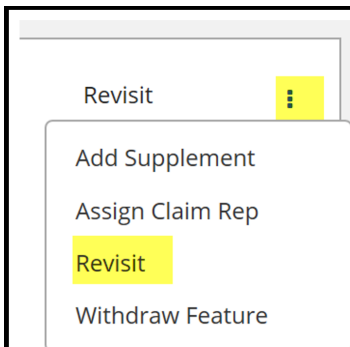 Revisit
Add Supplement
Assign Claim Rep
Revisit
Withdraw Feature